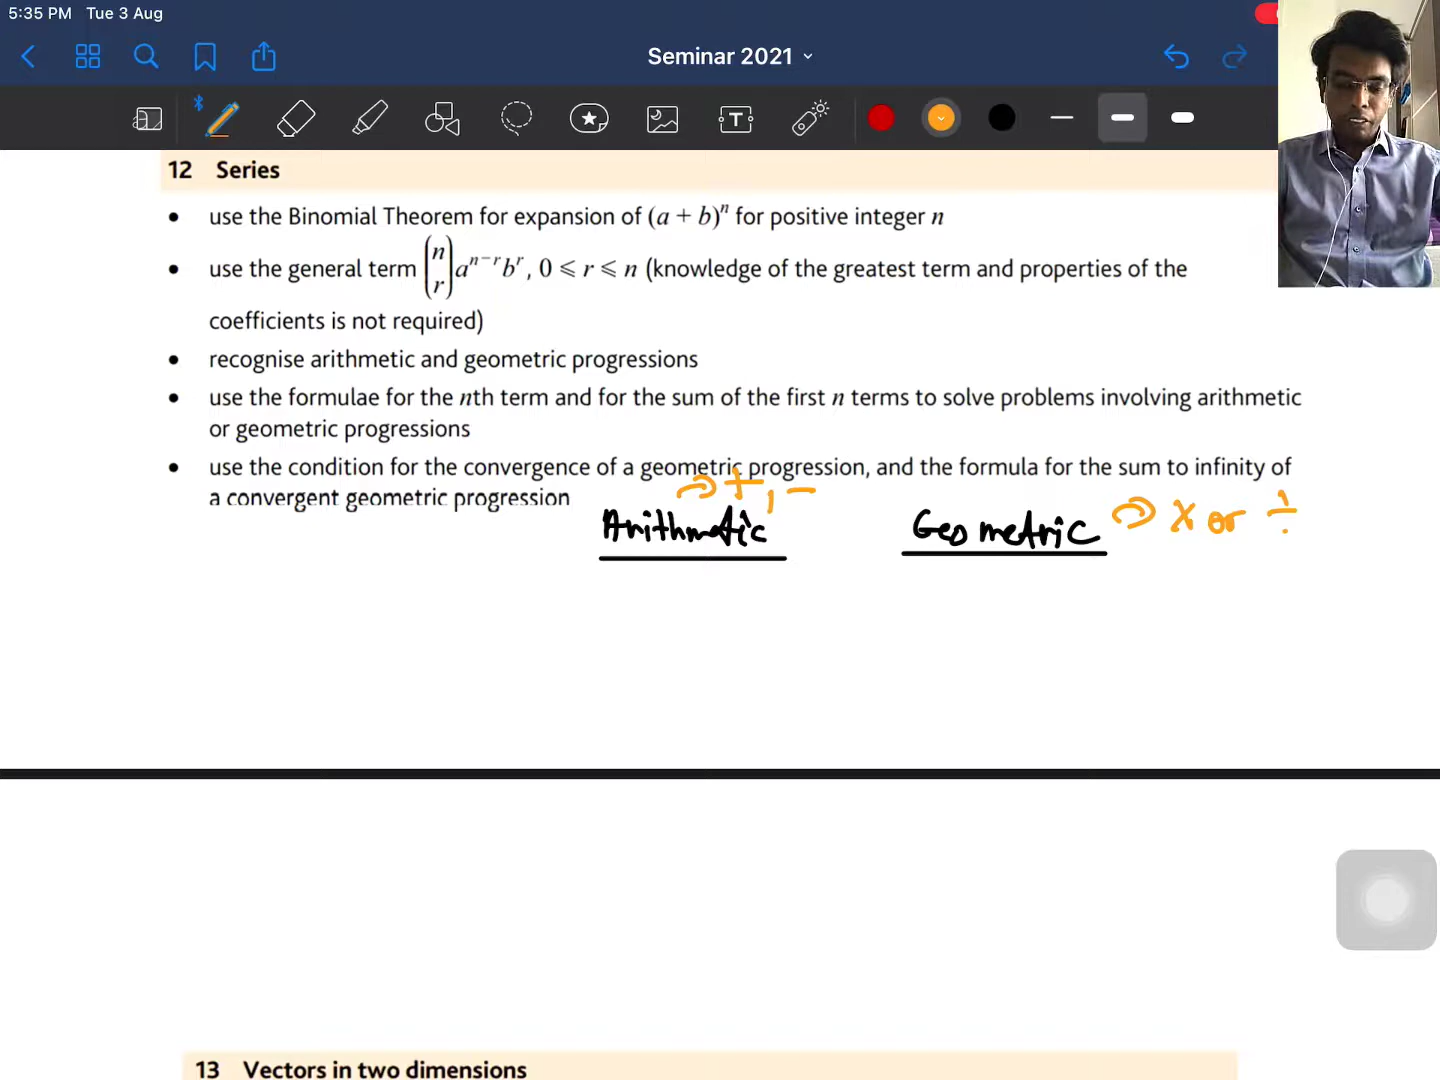 5:35 PM Tue 3 Aug
Seminar 2021
12 Series
• use the Binomial Theorem for expansion of (a + b)ⁿ for positive integer n
• use the general term (n r) aⁿ⁻ʳbʳ, 0 ⩽ r ⩽ n (knowledge of the greatest term and properties of the
coefficients is not required)
• recognise arithmetic and geometric progressions
• use the formulae for the nth term and for the sum of the first n terms to solve problems involving arithmetic
or geometric progressions
• use the condition for the convergence of a geometric progression, and the formula for the sum to infinity of
a convergent geometric progression
⇒ +, −
Arithmetic
Geometric ⇒ × or ÷
13 Vectors in two dimensions